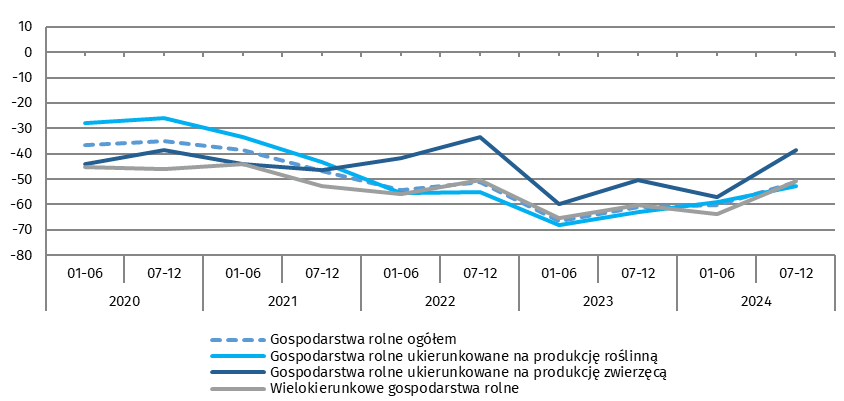 10
0
-10
-20
-30
-40
-50
-60
-70
-80
01-06 07-12 01-06 07-12 01-06 07-12 01-06 07-12 01-06 07-12
2020 2021 2022 2023 2024
Gospodarstwa rolne ogółem
Gospodarstwa rolne ukierunkowane na produkcję roślinną
Gospodarstwa rolne ukierunkowane na produkcję zwierzęcą
Wielokierunkowe gospodarstwa rolne